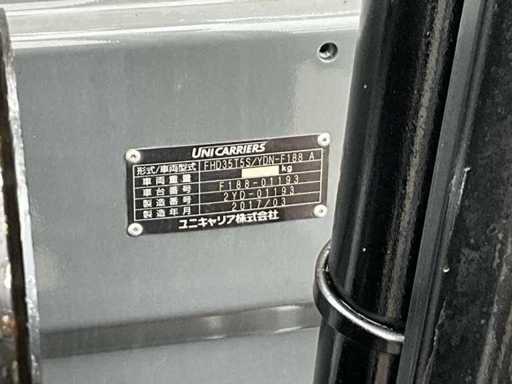 UNICARRIERS
形式/車両型式 FHD35T5S/YDN-F188 A
車両重量 kg
車台番号 F188-01193
製造番号 2YD-01193
製造年月 2017/03
ユニキャリア株式会社